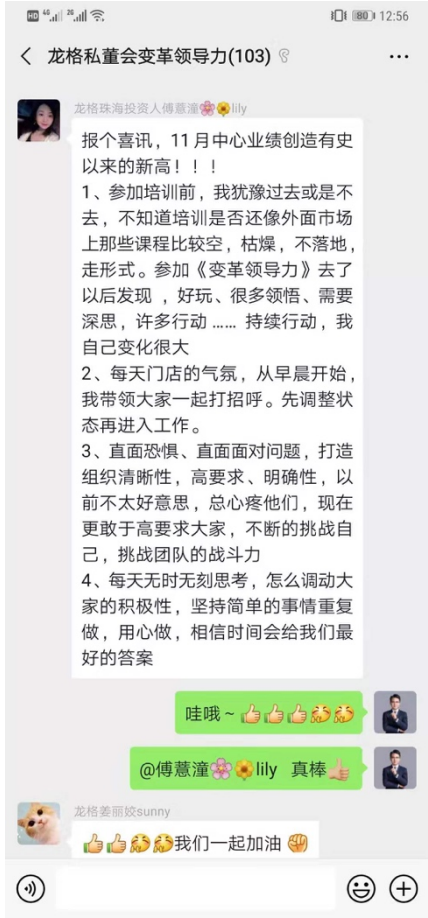 HD 4G 2G 80 12:56
龙格私董会变革领导力(103)
龙格珠海投资人傅薏潼🌸🌻lily
报个喜讯，11月中心业绩创造有史
以来的新高！！！
1、参加培训前，我犹豫过去或是不
去，不知道培训是否还像外面市场
上那些课程比较空，枯燥，不落地，
走形式。参加《变革领导力》去了
以后发现 ，好玩、很多领悟、需要
深思，许多行动 ...... 持续行动，我
自己变化很大
2、每天门店的气氛，从早晨开始，
我带领大家一起打招呼。先调整状
态再进入工作。
3、直面恐惧、直面面对问题，打造
组织清晰性，高要求、明确性，以
前不太好意思，总心疼他们，现在
更敢于高要求大家，不断的挑战自
己，挑战团队的战斗力
4、每天无时无刻思考，怎么调动大
家的积极性，坚持简单的事情重复
做，用心做，相信时间会给我们最
好的答案
哇哦~👍👍👍🎉🎉
@傅薏潼🌸🌻lily 真棒👍
龙格姜丽姣sunny
👍👍🎉🎉我们一起加油✊